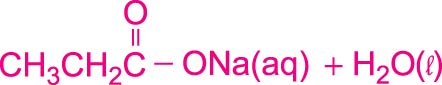 O
CH₃CH₂C – ONa(aq) + H₂O(ℓ)